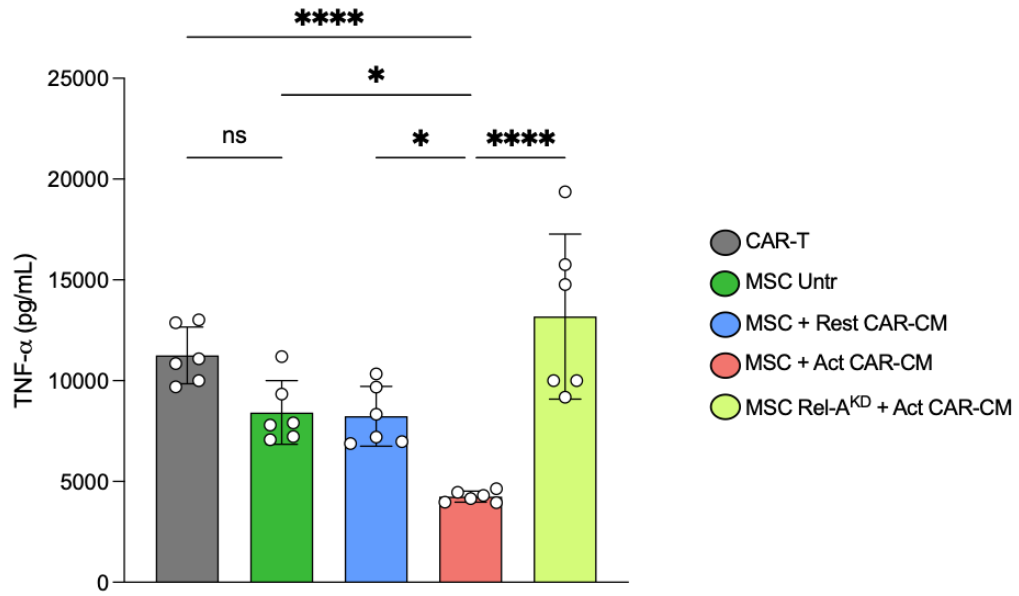 ✱✱✱✱
✱
ns
✱
✱✱✱✱
TNF-α (pg/mL)
25000
20000
15000
10000
5000
0
CAR-T
MSC Untr
MSC + Rest CAR-CM
MSC + Act CAR-CM
MSC Rel-Aᴷᴰ + Act CAR-CM